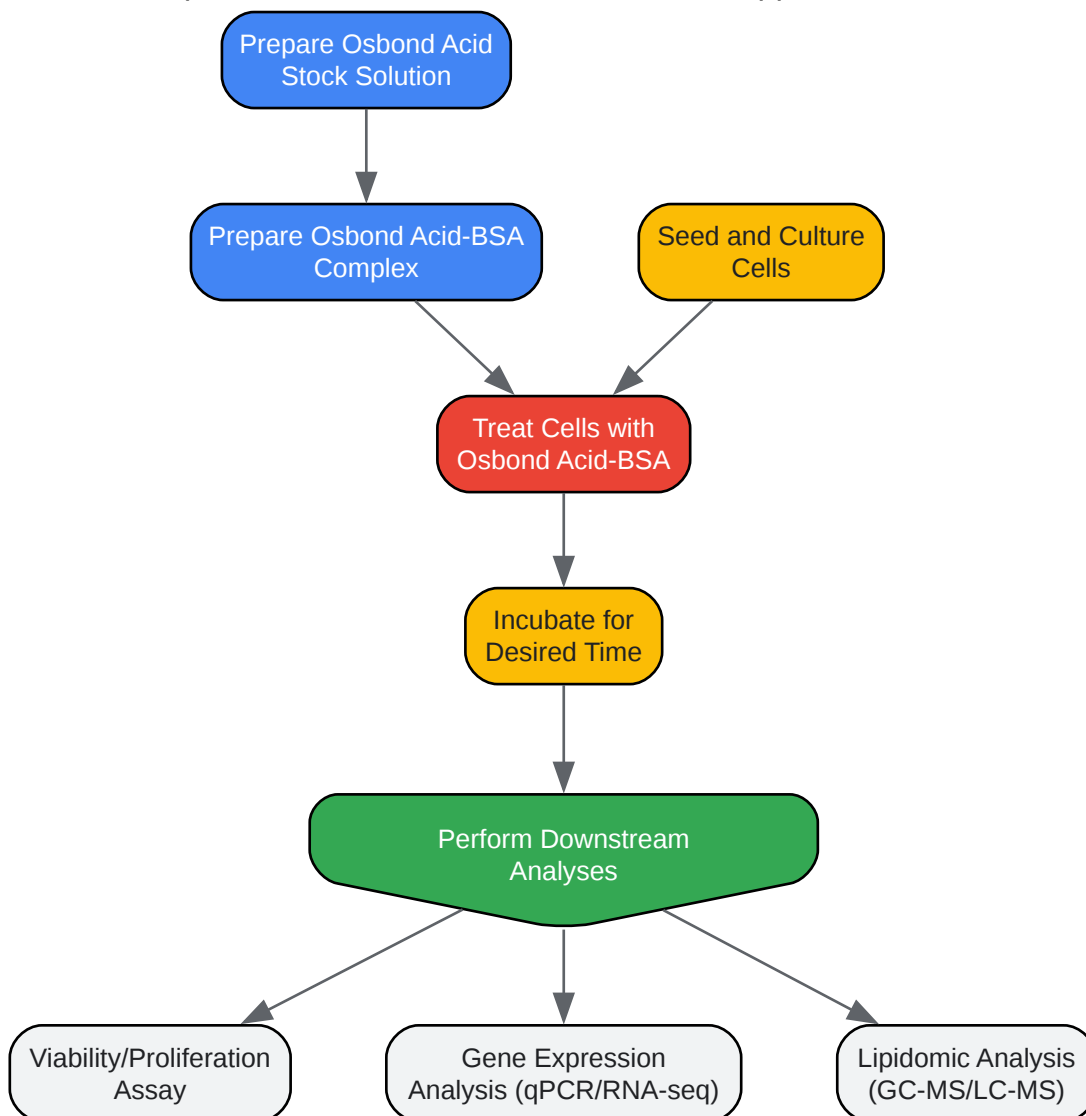 Prepare Osbond Acid
Stock Solution
Prepare Osbond Acid-BSA
Complex
Seed and Culture
Cells
Treat Cells with
Osbond Acid-BSA
Incubate for
Desired Time
Perform Downstream
Analyses
Viability/Proliferation
Assay
Gene Expression
Analysis (qPCR/RNA-seq)
Lipidomic Analysis
(GC-MS/LC-MS)